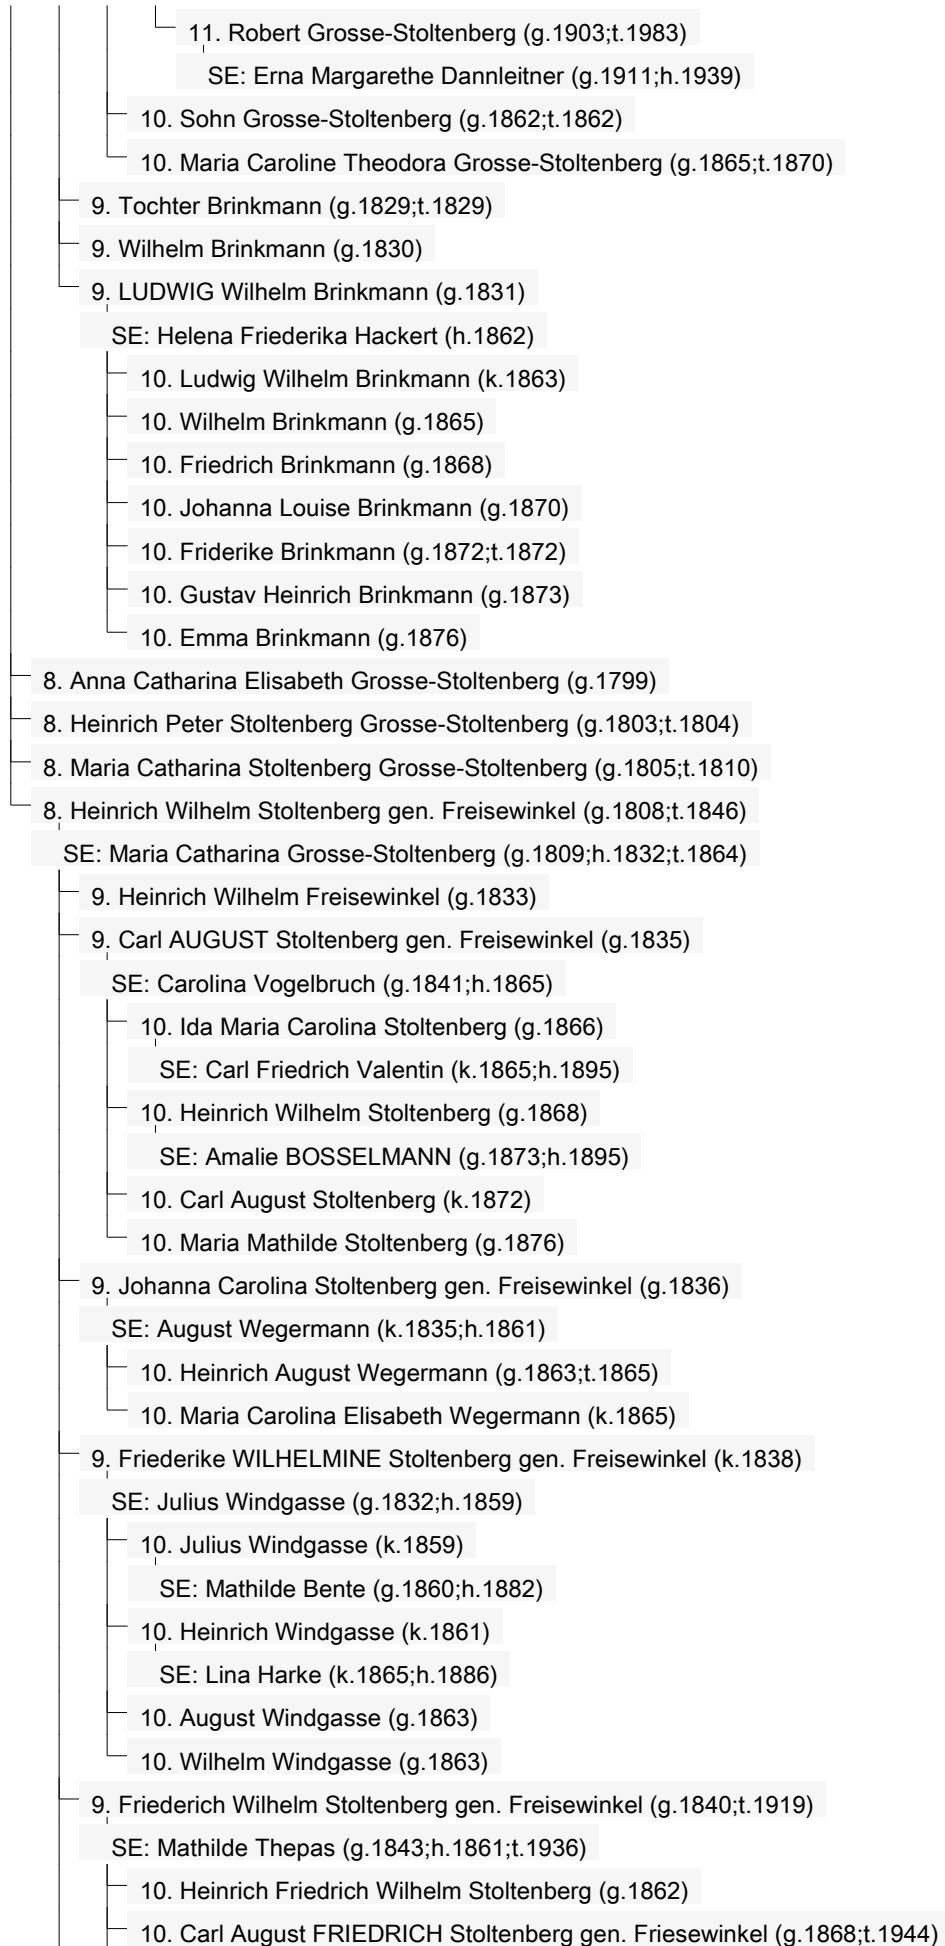 11. Robert Grosse-Stoltenberg (g.1903;t.1983)
SE: Erna Margarethe Dannleitner (g.1911;h.1939)
10. Sohn Grosse-Stoltenberg (g.1862;t.1862)
10. Maria Caroline Theodora Grosse-Stoltenberg (g.1865;t.1870)
9. Tochter Brinkmann (g.1829;t.1829)
9. Wilhelm Brinkmann (g.1830)
9. LUDWIG Wilhelm Brinkmann (g.1831)
SE: Helena Friederika Hackert (h.1862)
10. Ludwig Wilhelm Brinkmann (k.1863)
10. Wilhelm Brinkmann (g.1865)
10. Friedrich Brinkmann (g.1868)
10. Johanna Louise Brinkmann (g.1870)
10. Friderike Brinkmann (g.1872;t.1872)
10. Gustav Heinrich Brinkmann (g.1873)
10. Emma Brinkmann (g.1876)
8. Anna Catharina Elisabeth Grosse-Stoltenberg (g.1799)
8. Heinrich Peter Stoltenberg Grosse-Stoltenberg (g.1803;t.1804)
8. Maria Catharina Stoltenberg Grosse-Stoltenberg (g.1805;t.1810)
8. Heinrich Wilhelm Stoltenberg gen. Freisewinkel (g.1808;t.1846)
SE: Maria Catharina Grosse-Stoltenberg (g.1809;h.1832;t.1864)
9. Heinrich Wilhelm Freisewinkel (g.1833)
9. Carl AUGUST Stoltenberg gen. Freisewinkel (g.1835)
SE: Carolina Vogelbruch (g.1841;h.1865)
10. Ida Maria Carolina Stoltenberg (g.1866)
SE: Carl Friedrich Valentin (k.1865;h.1895)
10. Heinrich Wilhelm Stoltenberg (g.1868)
SE: Amalie BOSSELMANN (g.1873;h.1895)
10. Carl August Stoltenberg (k.1872)
10. Maria Mathilde Stoltenberg (g.1876)
9. Johanna Carolina Stoltenberg gen. Freisewinkel (g.1836)
SE: August Wegermann (k.1835;h.1861)
10. Heinrich August Wegermann (g.1863;t.1865)
10. Maria Carolina Elisabeth Wegermann (k.1865)
9. Friederike WILHELMINE Stoltenberg gen. Freisewinkel (k.1838)
SE: Julius Windgasse (g.1832;h.1859)
10. Julius Windgasse (k.1859)
SE: Mathilde Bente (g.1860;h.1882)
10. Heinrich Windgasse (k.1861)
SE: Lina Harke (k.1865;h.1886)
10. August Windgasse (g.1863)
10. Wilhelm Windgasse (g.1863)
9. Friederich Wilhelm Stoltenberg gen. Freisewinkel (g.1840;t.1919)
SE: Mathilde Thepas (g.1843;h.1861;t.1936)
10. Heinrich Friedrich Wilhelm Stoltenberg (g.1862)
10. Carl August FRIEDRICH Stoltenberg gen. Friesewinkel (g.1868;t.1944)